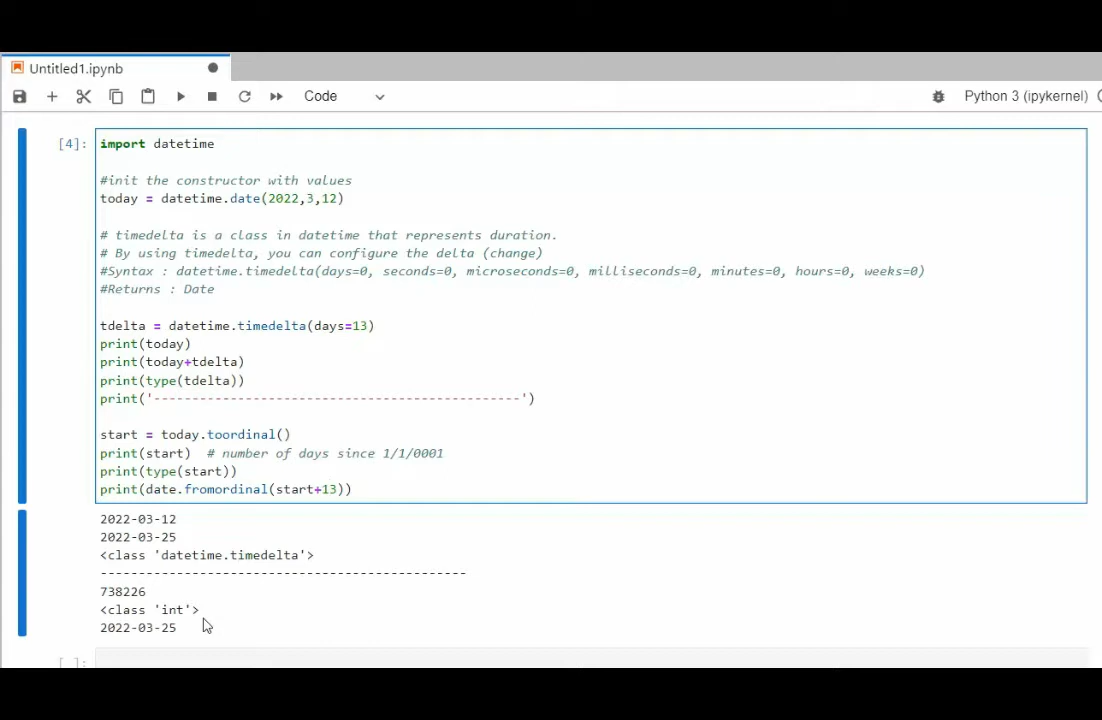 Untitled1.ipynb
Code
Python 3 (ipykernel)
[4]:
import datetime
#init the constructor with values
today = datetime.date(2022,3,12)
# timedelta is a class in datetime that represents duration.
# By using timedelta, you can configure the delta (change)
#Syntax : datetime.timedelta(days=0, seconds=0, microseconds=0, milliseconds=0, minutes=0, hours=0, weeks=0)
#Returns : Date
tdelta = datetime.timedelta(days=13)
print(today)
print(today+tdelta)
print(type(tdelta))
print('------------------------------------------------')
start = today.toordinal()
print(start)  # number of days since 1/1/0001
print(type(start))
print(date.fromordinal(start+13))
2022-03-12
2022-03-25
<class 'datetime.timedelta'>
------------------------------------------------
738226
<class 'int'>
2022-03-25
[ ]: